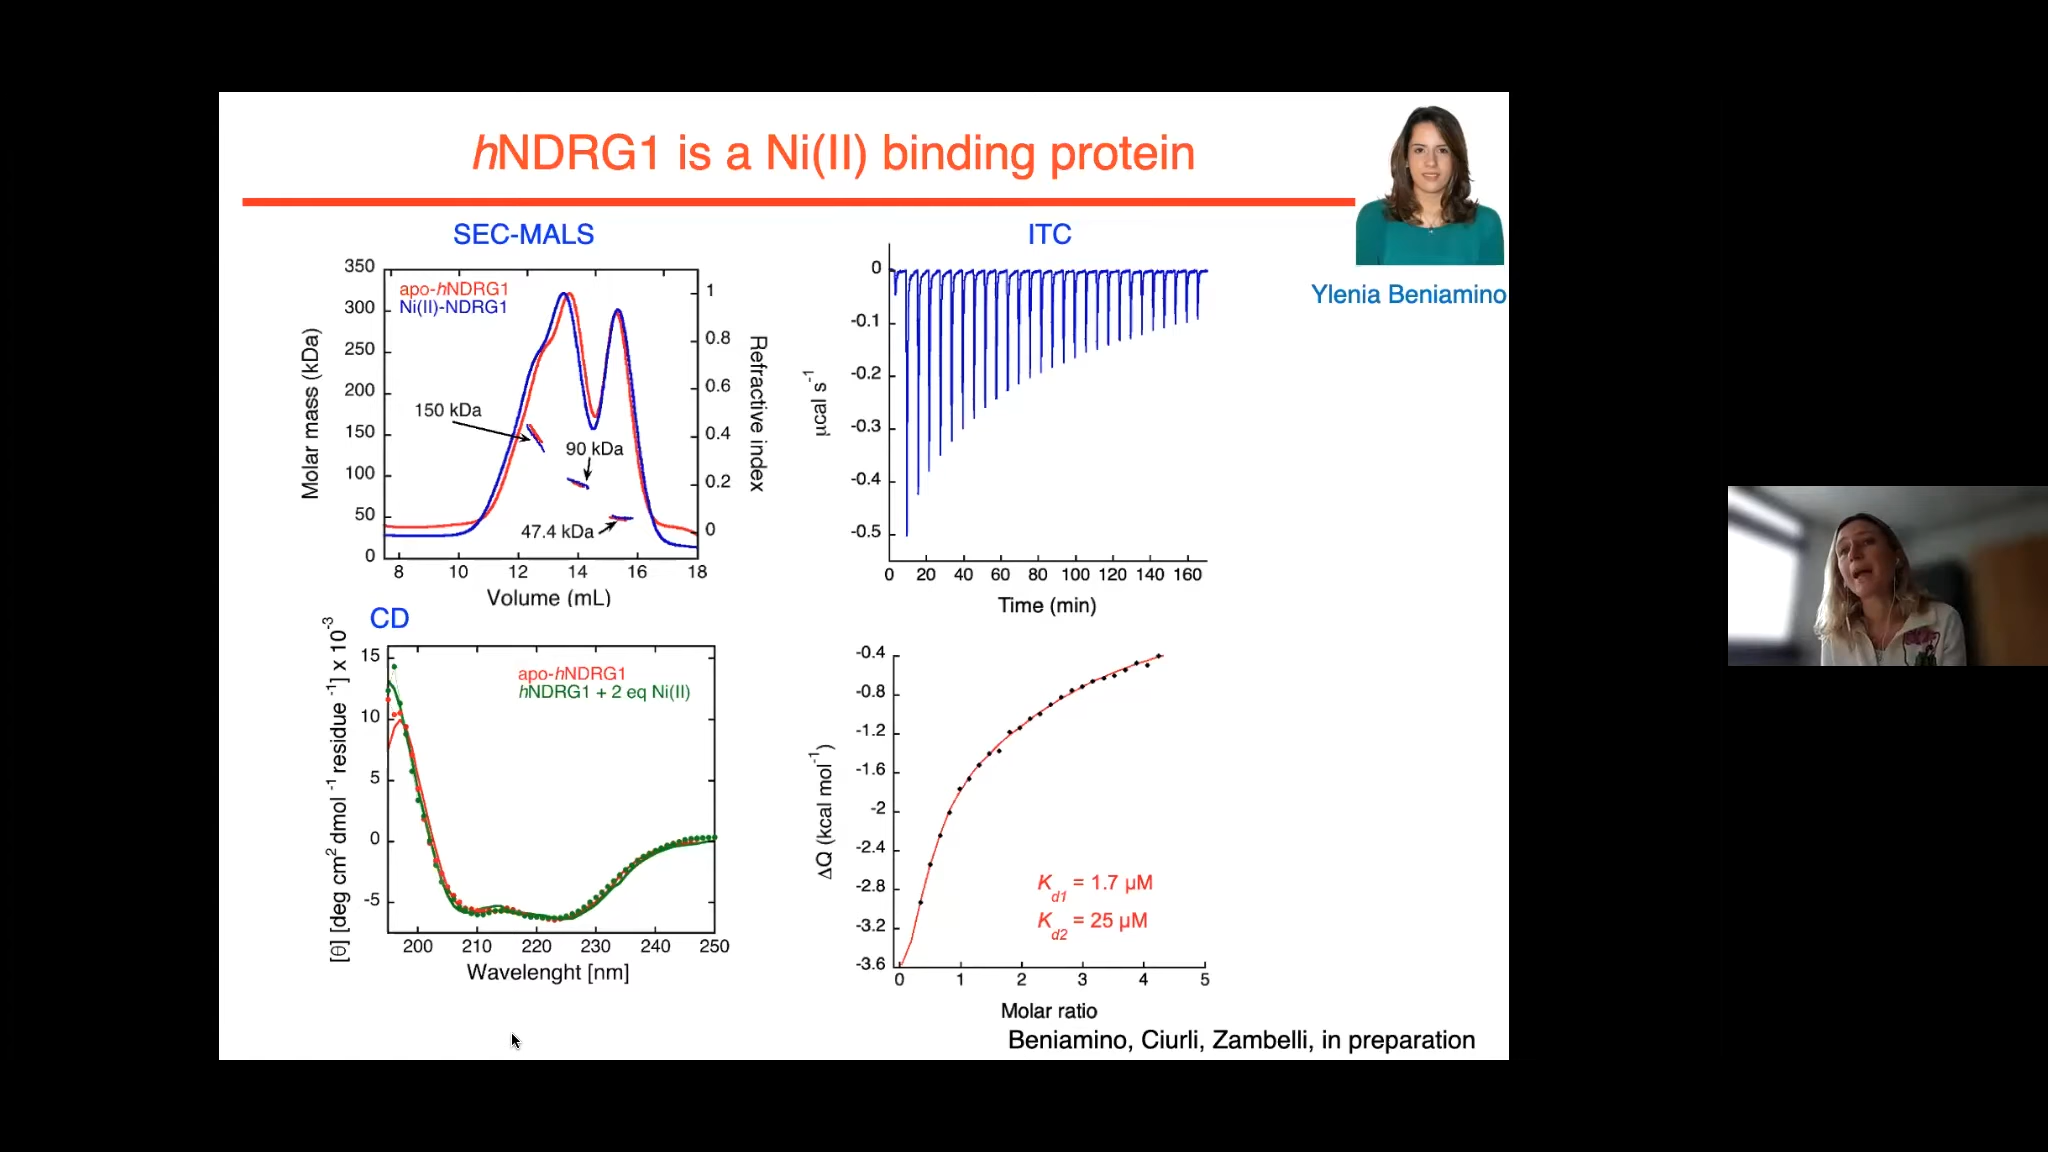 hNDRG1 is a Ni(II) binding protein
SEC-MALS
350
300
250
200
150
100
50
0
Molar mass (kDa)
apo-hNDRG1
Ni(II)-NDRG1
150 kDa
90 kDa
47.4 kDa
1
0.8
0.6
0.4
0.2
0
Refractive index
8 10 12 14 16 18
Volume (mL)
ITC
0
-0.1
-0.2
-0.3
-0.4
-0.5
µcal s⁻¹
0 20 40 60 80 100 120 140 160
Time (min)
Ylenia Beniamino
CD
15
10
5
0
-5
[θ] [deg cm² dmol ⁻¹ residue ⁻¹] x 10⁻³
apo-hNDRG1
hNDRG1 + 2 eq Ni(II)
200 210 220 230 240 250
Wavelenght [nm]
-0.4
-0.8
-1.2
-1.6
-2
-2.4
-2.8
-3.2
-3.6
ΔQ (kcal mol⁻¹)
Kd1 = 1.7 µM
Kd2 = 25 µM
0 1 2 3 4 5
Molar ratio
Beniamino, Ciurli, Zambelli, in preparation